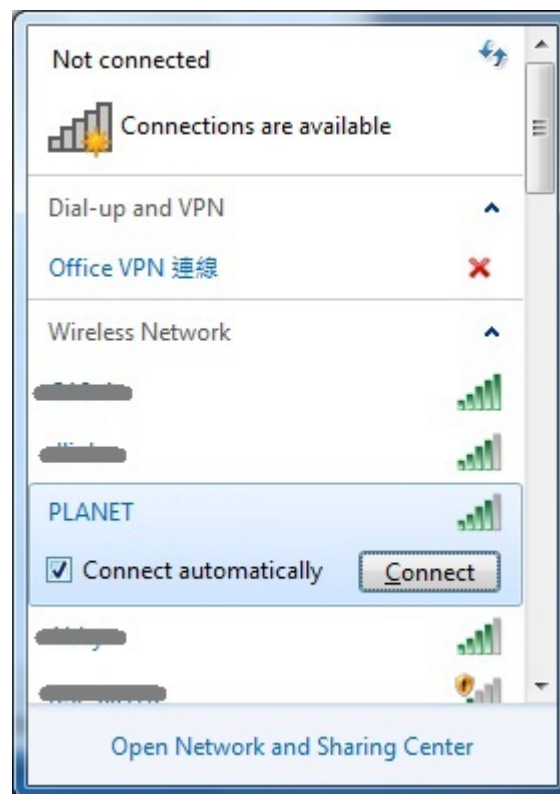 Not connected
Connections are available
Dial-up and VPN
Office VPN 連線
Wireless Network
PLANET
Connect automatically
Connect
Open Network and Sharing Center